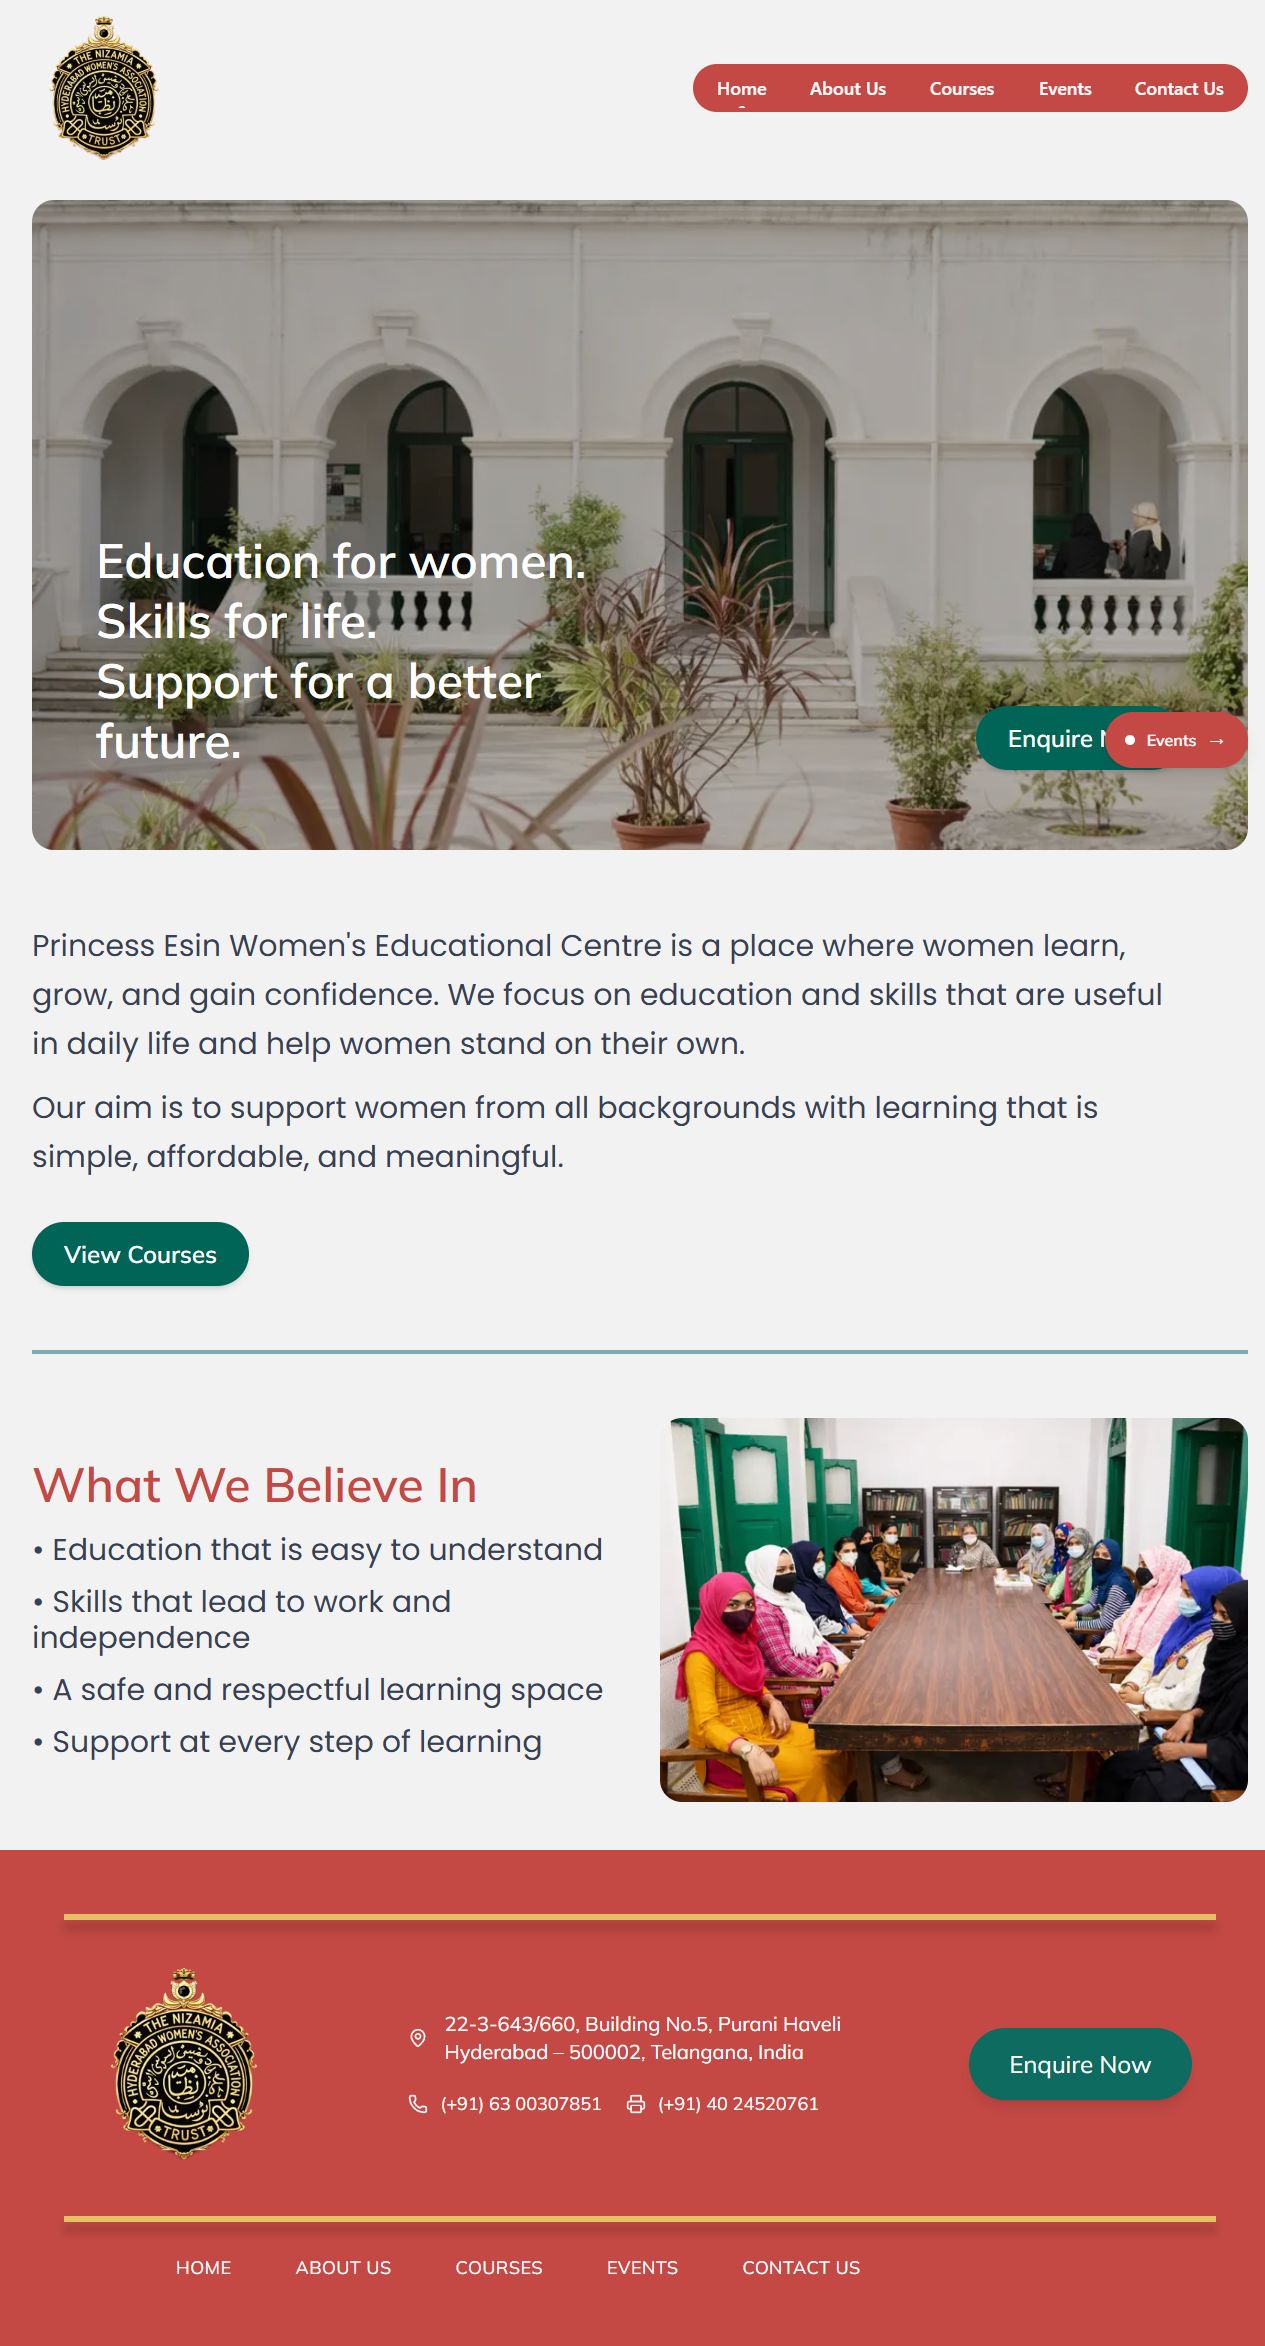 THE NIZAMIA
HYDERABAD WOMEN'S ASSOCIATION
TRUST
Home
About Us
Courses
Events
Contact Us
Education for women.
Skills for life.
Support for a better
future.
Enquire N
Events →
Princess Esin Women's Educational Centre is a place where women learn,
grow, and gain confidence. We focus on education and skills that are useful
in daily life and help women stand on their own.
Our aim is to support women from all backgrounds with learning that is
simple, affordable, and meaningful.
View Courses
What We Believe In
• Education that is easy to understand
• Skills that lead to work and
independence
• A safe and respectful learning space
• Support at every step of learning
THE NIZAMIA
HYDERABAD WOMEN'S ASSOCIATION
TRUST
22-3-643/660, Building No.5, Purani Haveli
Hyderabad – 500002, Telangana, India
(+91) 63 00307851
(+91) 40 24520761
Enquire Now
HOME
ABOUT US
COURSES
EVENTS
CONTACT US